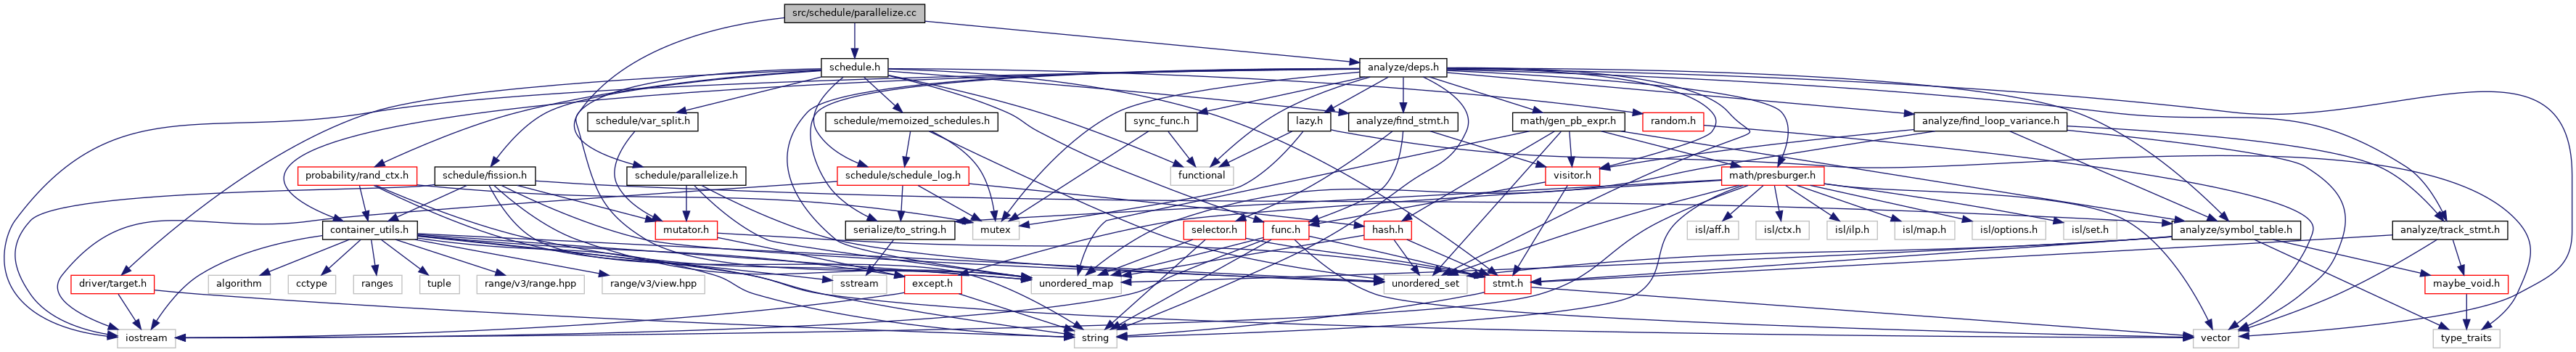 src/schedule/parallelize.cc
schedule.h
analyze/deps.h
schedule/var_split.h
schedule/memoized_schedules.h
sync_func.h
lazy.h
analyze/find_stmt.h
math/gen_pb_expr.h
random.h
analyze/find_loop_variance.h
probability/rand_ctx.h
schedule/fission.h
schedule/parallelize.h
schedule/schedule_log.h
functional
visitor.h
math/presburger.h
container_utils.h
mutator.h
serialize/to_string.h
mutex
selector.h
func.h
hash.h
isl/aff.h
isl/ctx.h
isl/ilp.h
isl/map.h
isl/options.h
isl/set.h
analyze/symbol_table.h
analyze/track_stmt.h
driver/target.h
algorithm
cctype
ranges
tuple
range/v3/range.hpp
range/v3/view.hpp
sstream
except.h
unordered_map
unordered_set
stmt.h
maybe_void.h
iostream
string
vector
type_traits